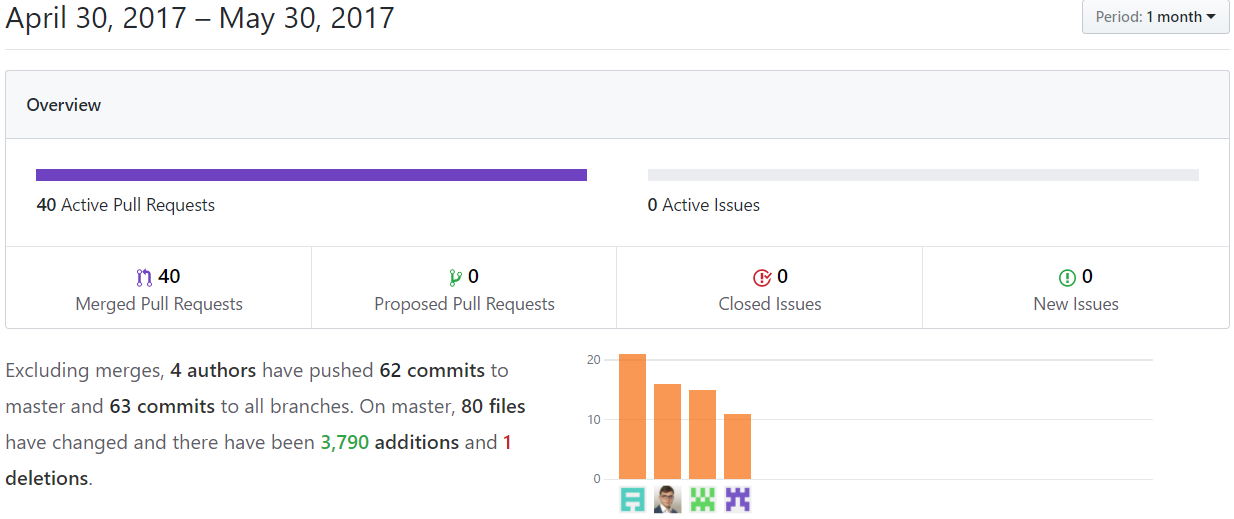 April 30, 2017 – May 30, 2017
Period: 1 month
Overview
40 Active Pull Requests
0 Active Issues
40
Merged Pull Requests
0
Proposed Pull Requests
0
Closed Issues
0
New Issues
Excluding merges, 4 authors have pushed 62 commits to
master and 63 commits to all branches. On master, 80 files
have changed and there have been 3,790 additions and 1
deletions.
20
10
0